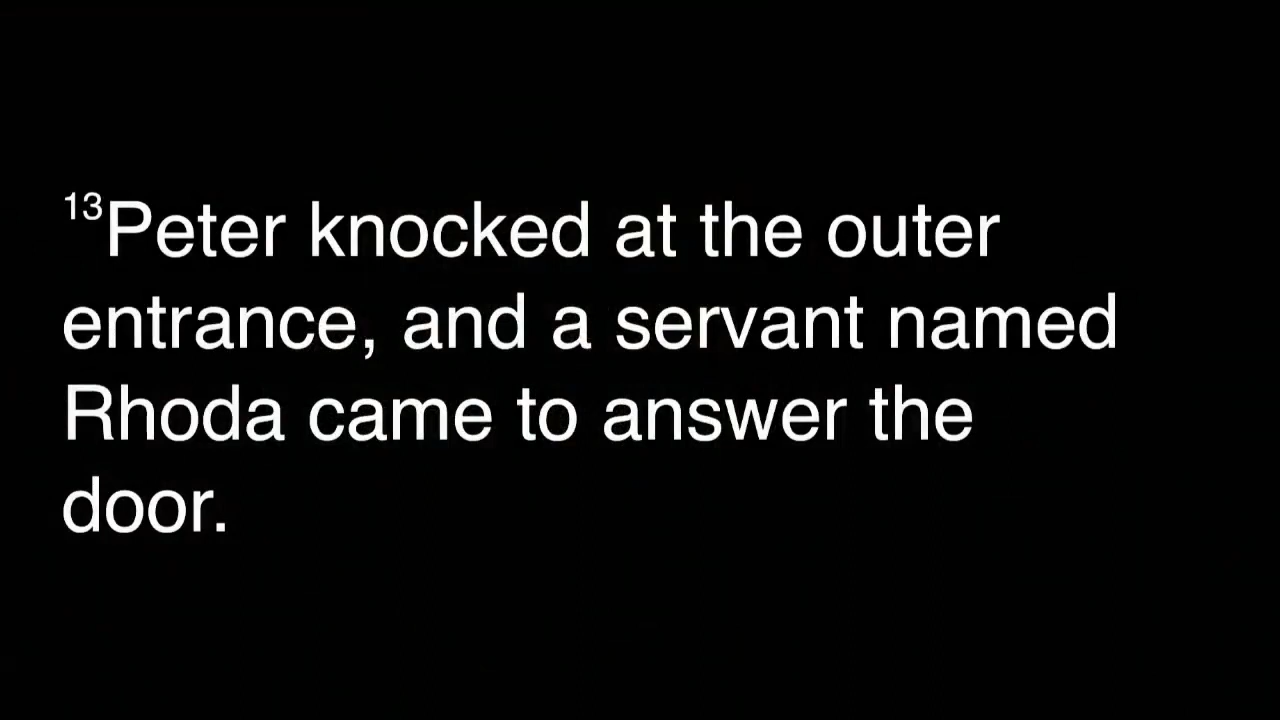 ¹³Peter knocked at the outer
entrance, and a servant named
Rhoda came to answer the
door.